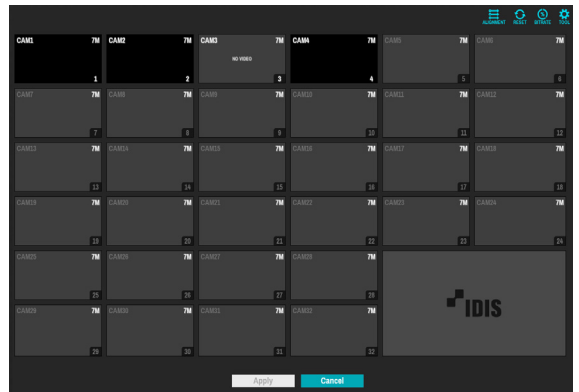 ALIGNMENT RESET BITRATE TOOL
CAM1 7M CAM2 7M CAM3 7M CAM4 7M CAM5 7M CAM6 7M
NO VIDEO
1 2 3 4 5 6
CAM7 7M CAM8 7M CAM9 7M CAM10 7M CAM11 7M CAM12 7M
7 8 9 10 11 12
CAM13 7M CAM14 7M CAM15 7M CAM16 7M CAM17 7M CAM18 7M
13 14 15 16 17 18
CAM19 7M CAM20 7M CAM21 7M CAM22 7M CAM23 7M CAM24 7M
19 20 21 22 23 24
CAM25 7M CAM26 7M CAM27 7M CAM28 7M
25 26 27 28
IDIS
CAM29 7M CAM30 7M CAM31 7M CAM32 7M
29 30 31 32
Apply Cancel